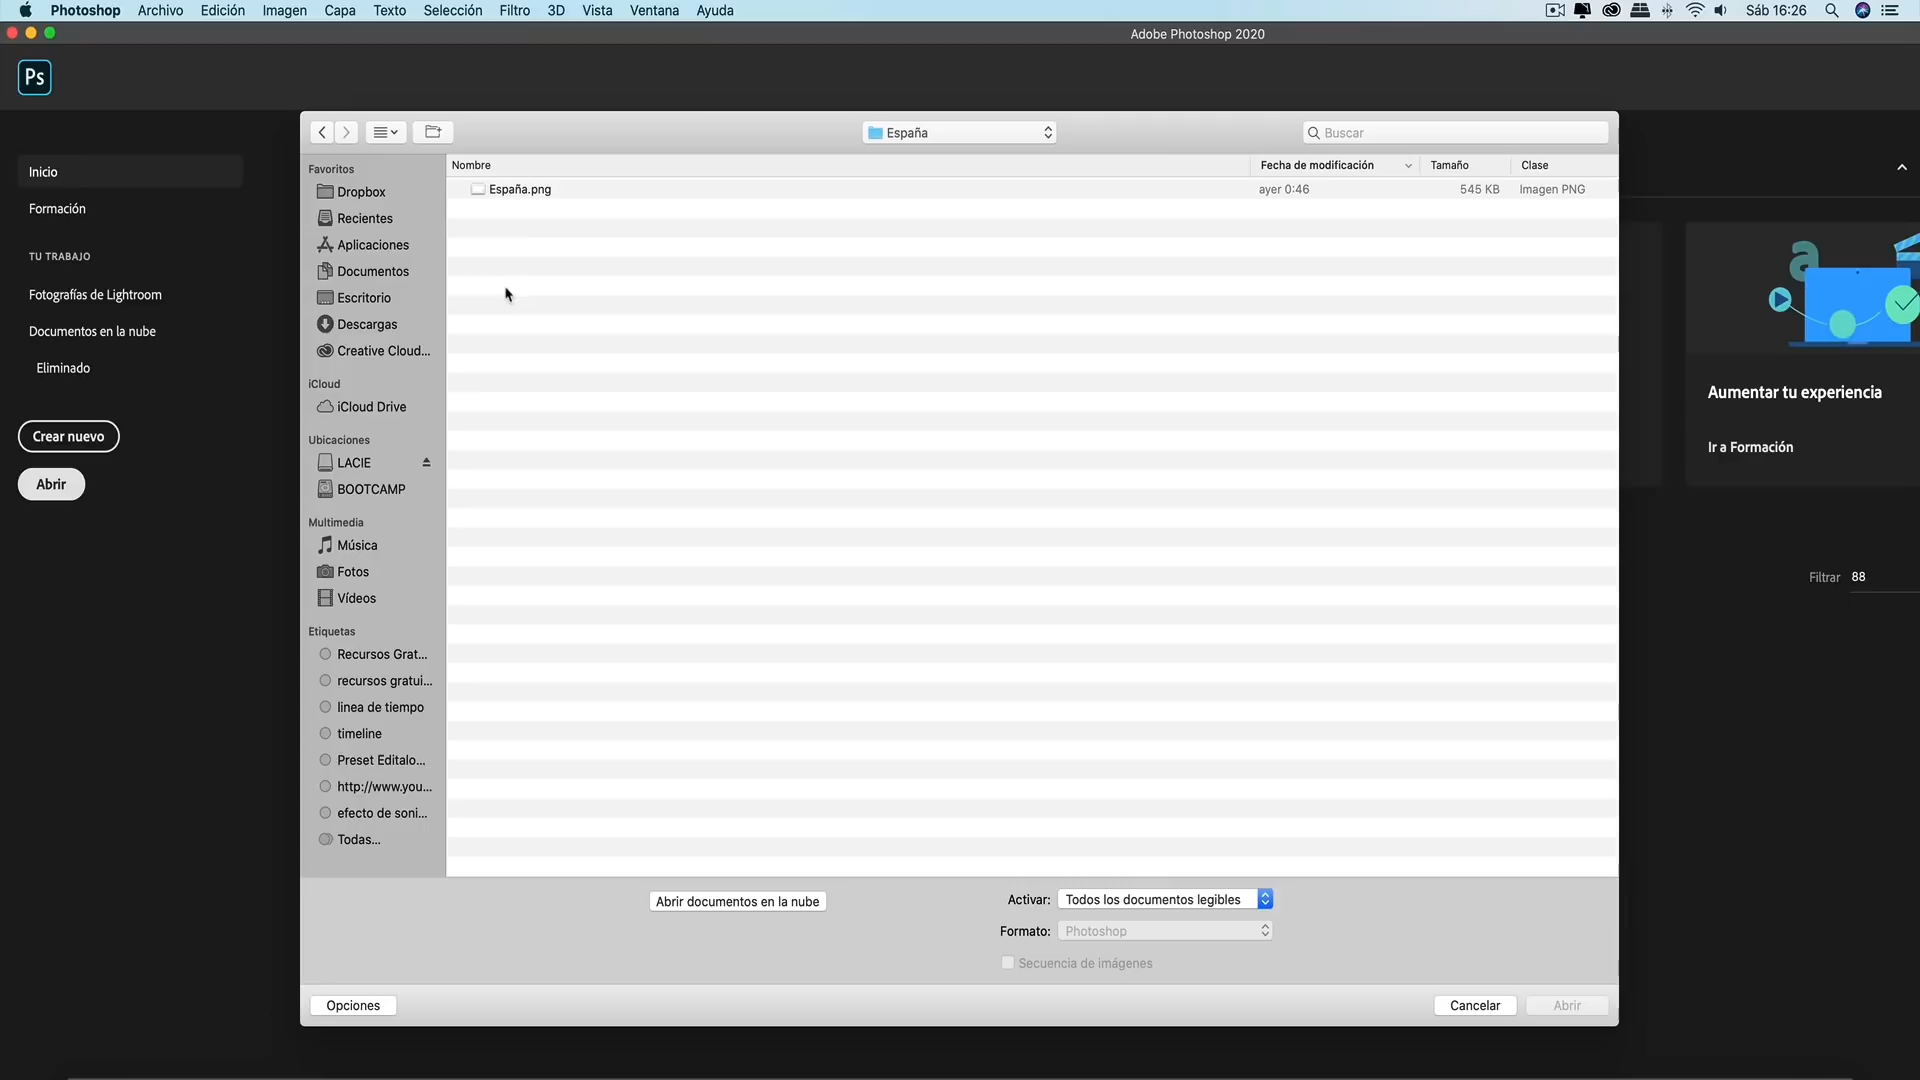 Photoshop Archivo Edición Imagen Capa Texto Selección Filtro 3D Vista Ventana Ayuda Sáb 16:26
Adobe Photoshop 2020
Ps
España
Buscar
Inicio
Formación
TU TRABAJO
Fotografías de Lightroom
Documentos en la nube
Eliminado
Crear nuevo
Abrir
Favoritos
Dropbox
Recientes
Aplicaciones
Documentos
Escritorio
Descargas
Creative Cloud...
iCloud
iCloud Drive
Ubicaciones
LACIE
BOOTCAMP
Multimedia
Música
Fotos
Vídeos
Etiquetas
Recursos Grat...
recursos gratui...
linea de tiempo
timeline
Preset Editalo...
http://www.you...
efecto de soni...
Todas...
Nombre Fecha de modificación Tamaño Clase
España.png ayer 0:46 545 KB Imagen PNG
Abrir documentos en la nube
Activar: Todos los documentos legibles
Formato: Photoshop
Secuencia de imágenes
Opciones
Cancelar
Abrir
a
Aumentar tu experiencia
Ir a Formación
Filtrar 88